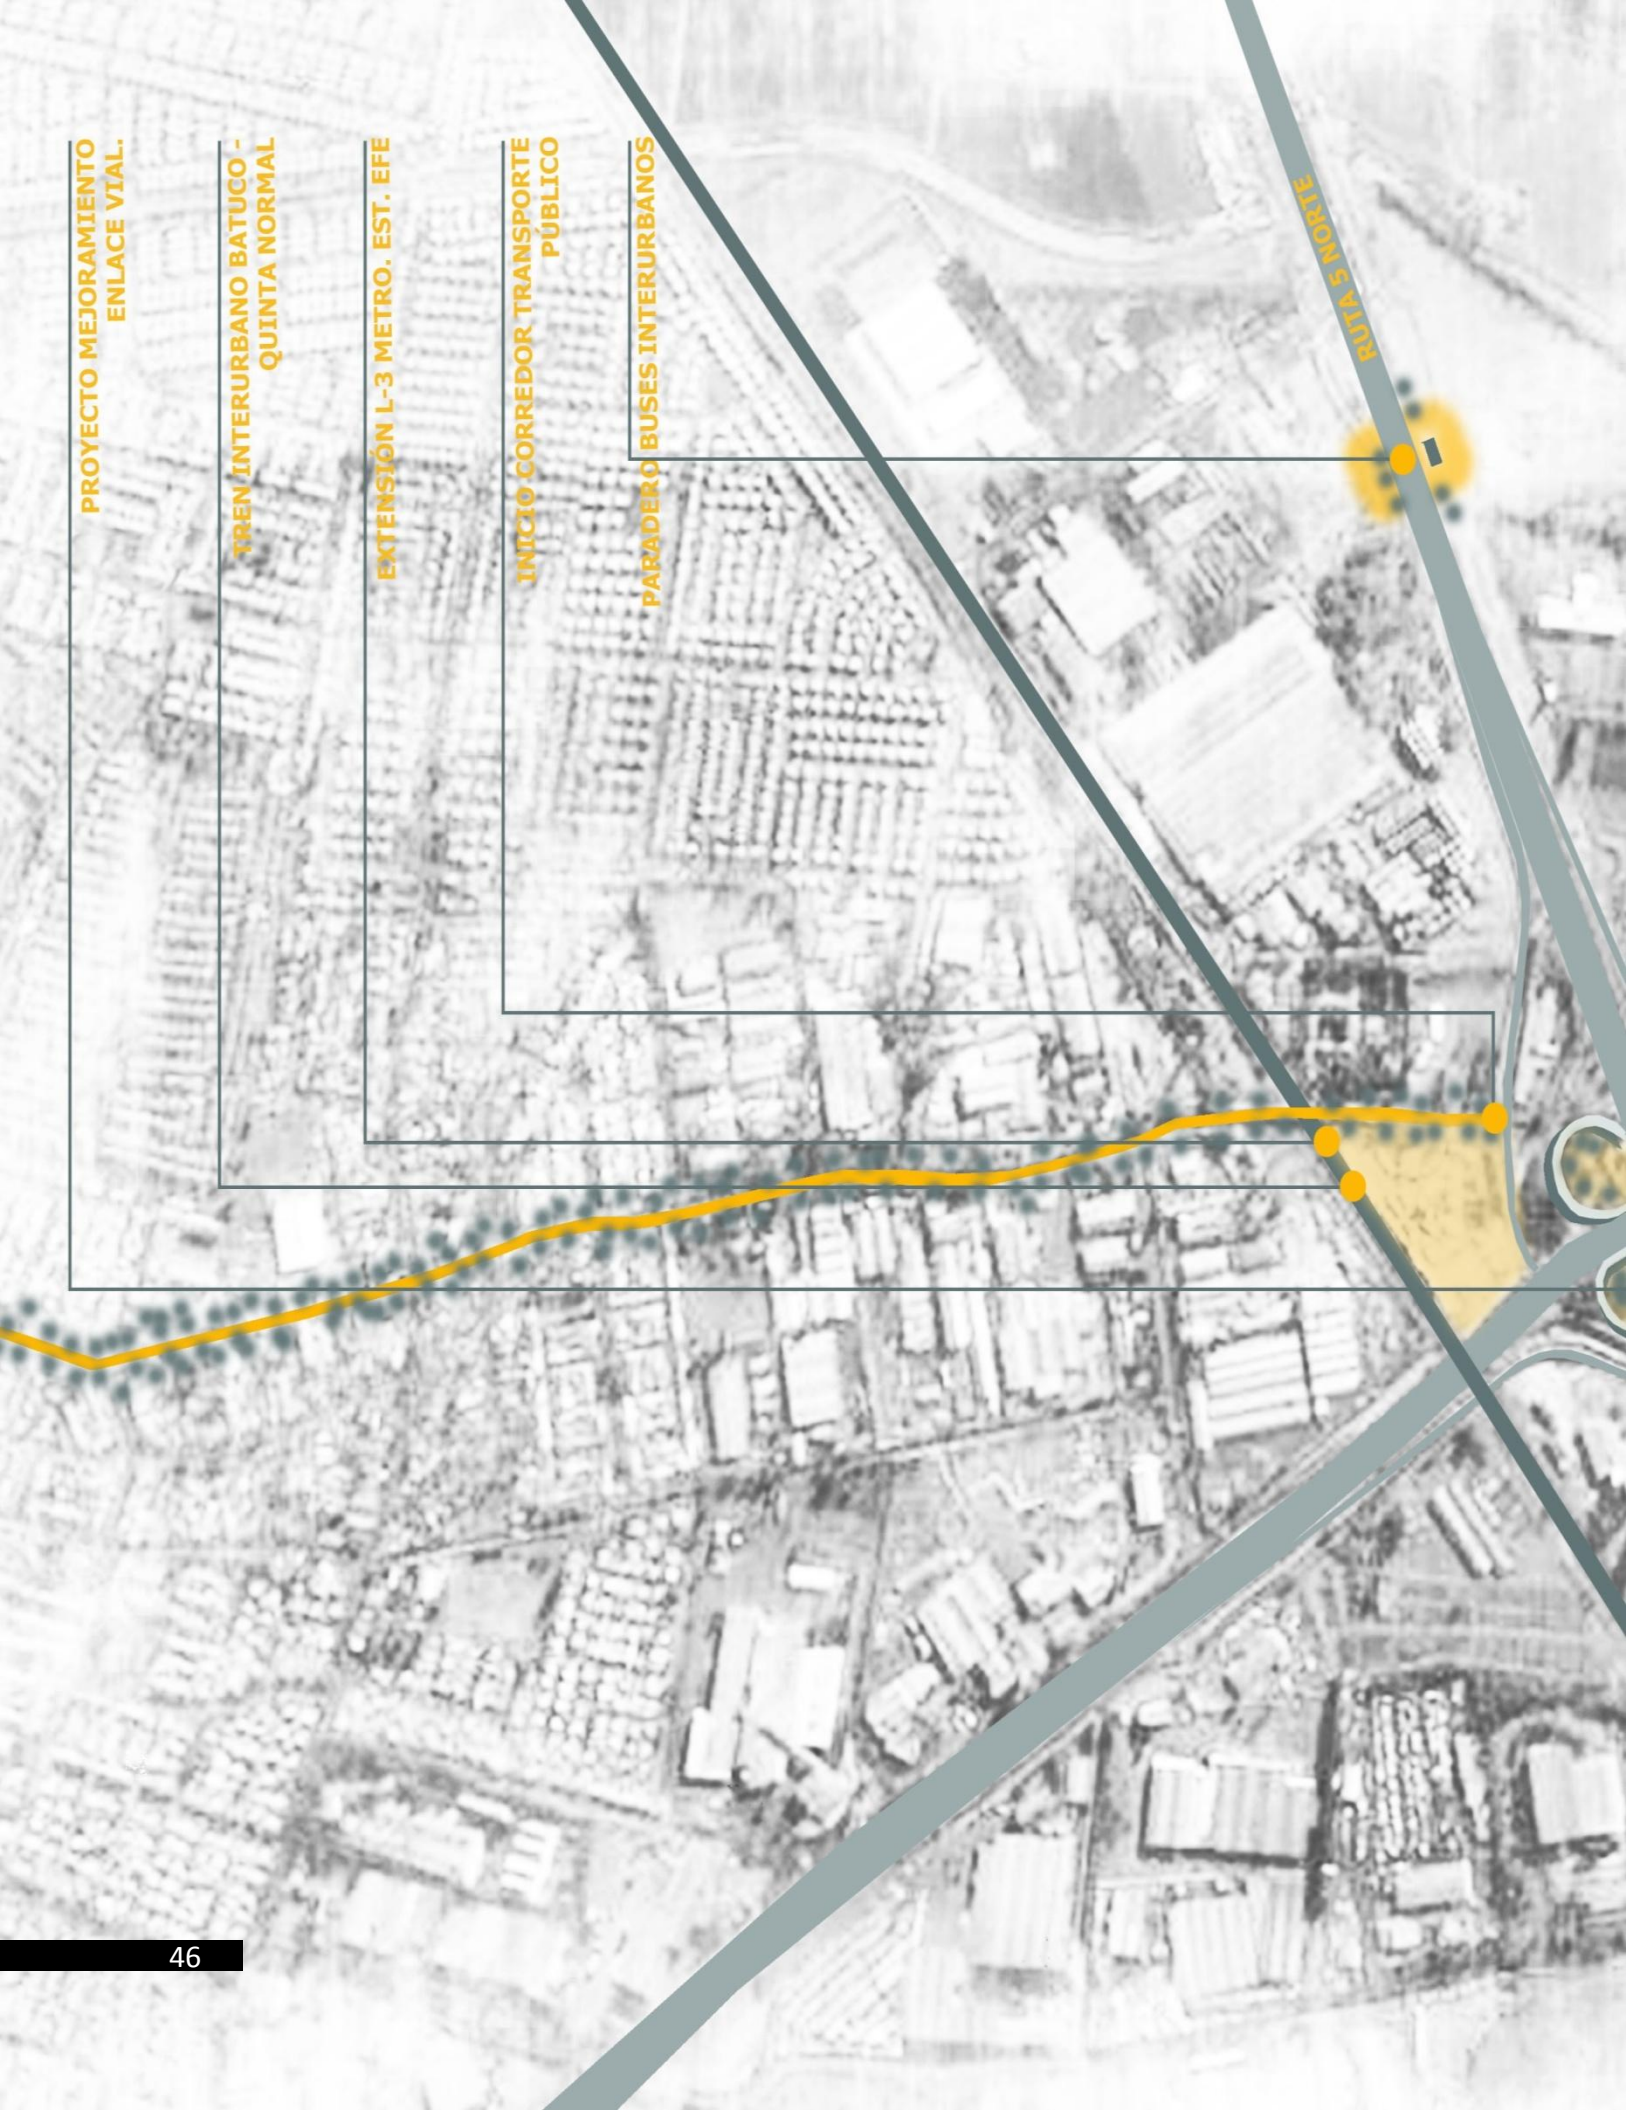 PROYECTO MEJORAMIENTO
ENLACE VIAL.
TREN INTERURBANO BATUCO -
QUINTA NORMAL
EXTENSIÓN L-3 METRO. EST. EFE
INICIO CORREDOR TRANSPORTE
PÚBLICO
PARADERO BUSES INTERURBANOS
RUTA 5 NORTE
46